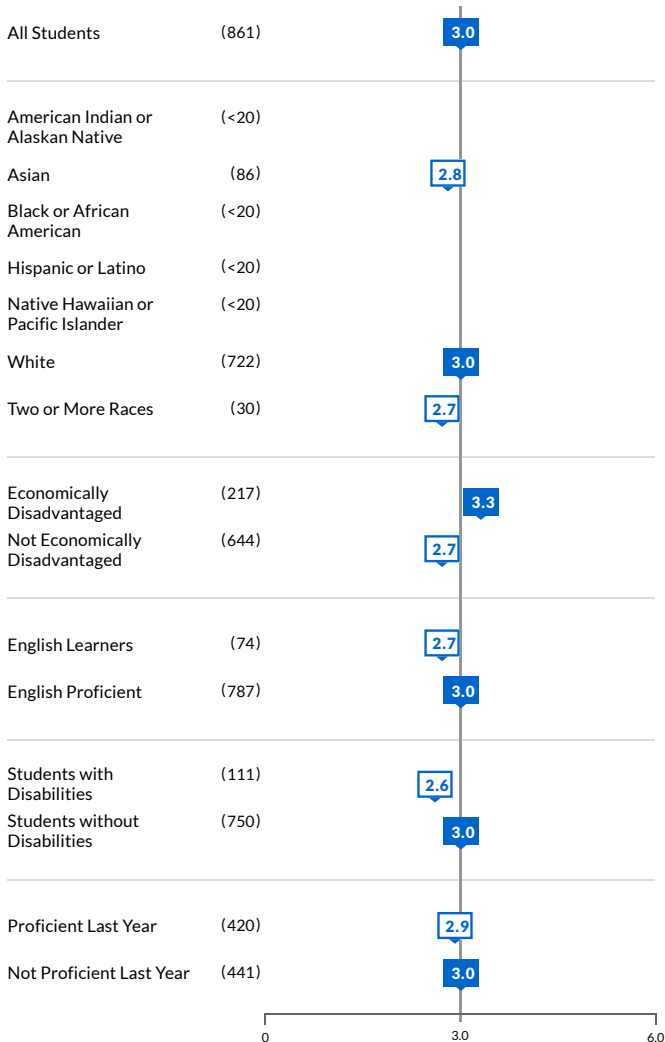 All Students (861) 3.0
American Indian or (<20)
Alaskan Native
Asian (86) 2.8
Black or African (<20)
American
Hispanic or Latino (<20)
Native Hawaiian or (<20)
Pacific Islander
White (722) 3.0
Two or More Races (30) 2.7
Economically (217) 3.3
Disadvantaged
Not Economically (644) 2.7
Disadvantaged
English Learners (74) 2.7
English Proficient (787) 3.0
Students with (111) 2.6
Disabilities
Students without (750) 3.0
Disabilities
Proficient Last Year (420) 2.9
Not Proficient Last Year (441) 3.0
0 3.0 6.0